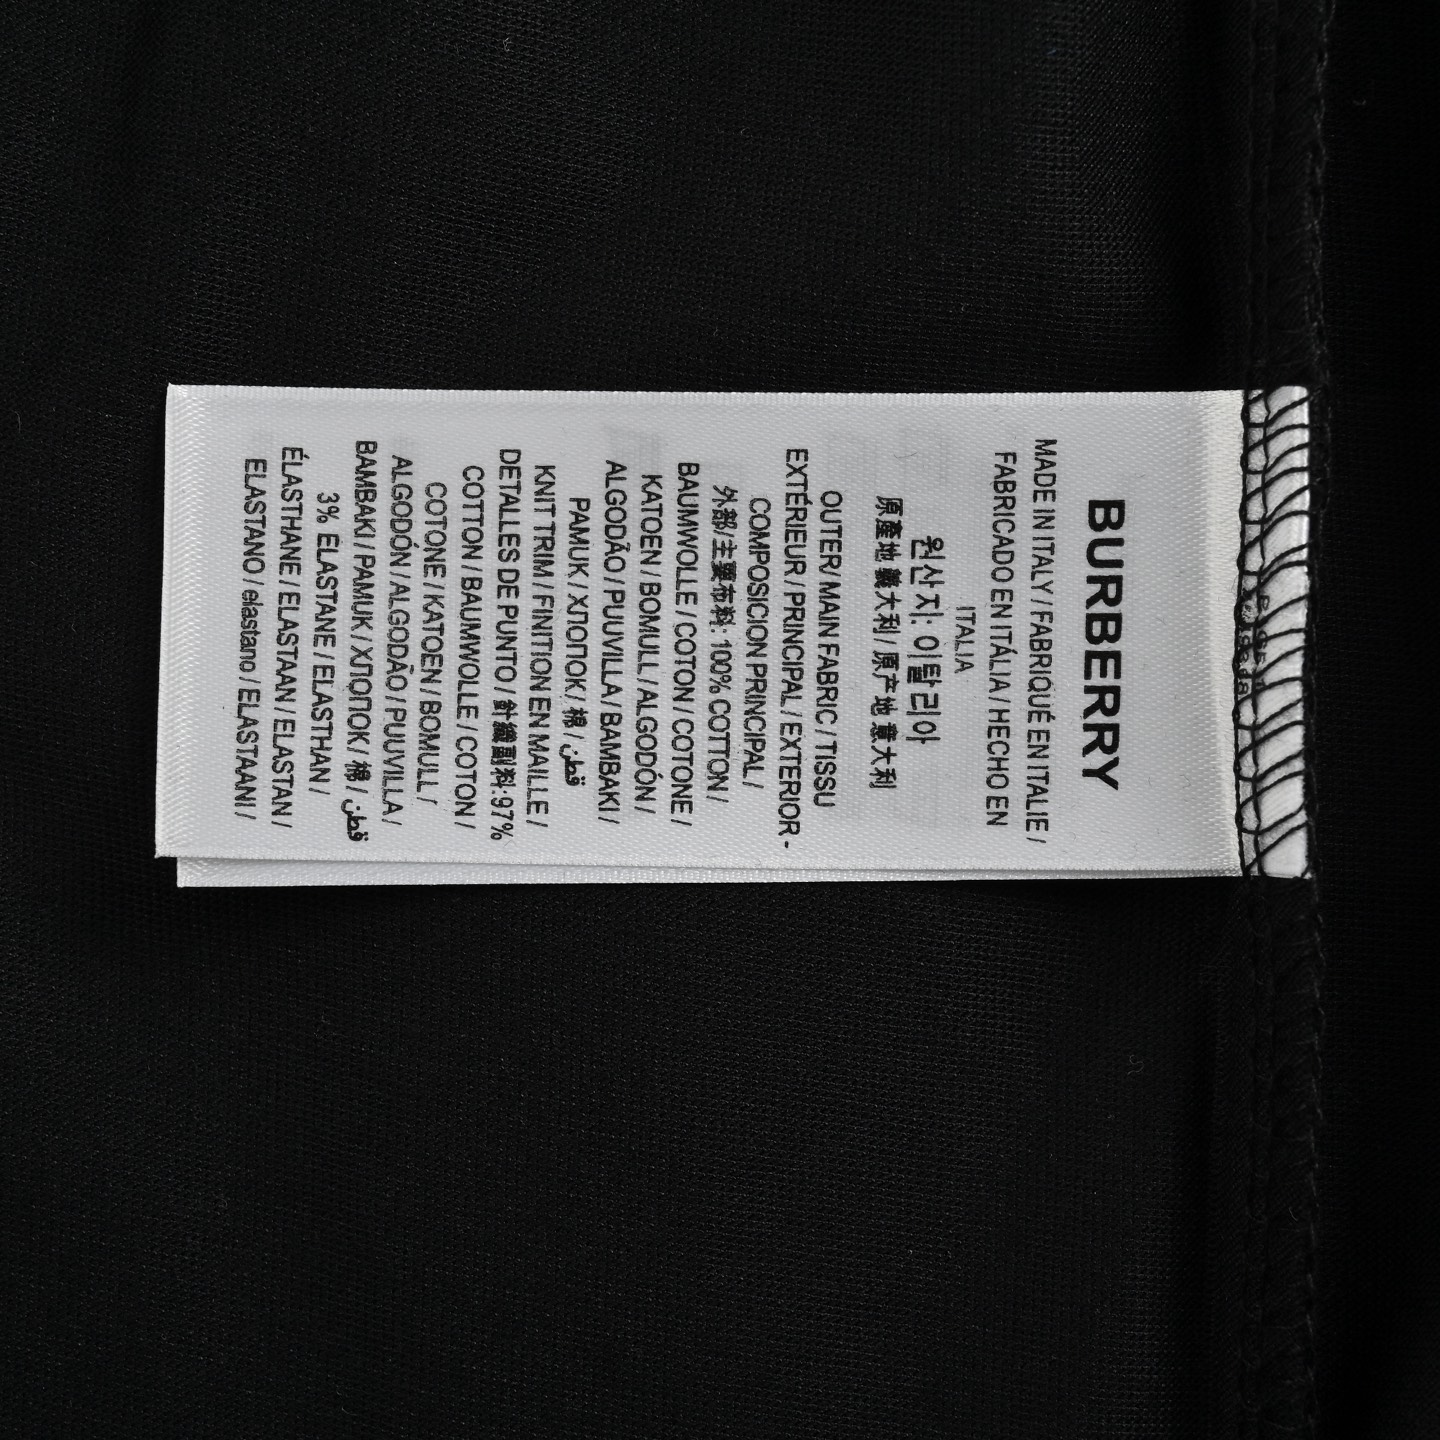 BURBERRY
MADE IN ITALY / FABRIQUÉ EN ITALIE /
FABRICADO EN ITÁLIA / HECHO EN
ITALIA
원산지: 이탈리아
原產地 義大利 / 原产地 意大利
OUTER / MAIN FABRIC / TISSU
EXTÉRIEUR / PRINCIPAL / EXTERIOR-
COMPOSICION PRINCIPAL /
外部/主要布料: 100% COTTON /
BAUMWOLLE / COTON / COTONE /
KATOEN / BOMULL / ALGODÓN /
ALGODÃO / PUUVILLA / BAMBAKI /
PAMUK / ХЛОПОК / 棉 / قطن
KNIT TRIM / FINITION EN MAILLE /
DETALLES DE PUNTO / 針織副料:97%
COTTON / BAUMWOLLE / COTON /
COTONE / KATOEN / BOMULL /
ALGODÓN / ALGODÃO / PUUVILLA /
BAMBAKI / PAMUK / ХЛОПОК / 棉 / قطن
3% ÉLASTANE / ELASTHAN /
ÉLASTHANE / ELASTAAN / ELASTAN /
ELASTANO / elastano / ELASTAANI /